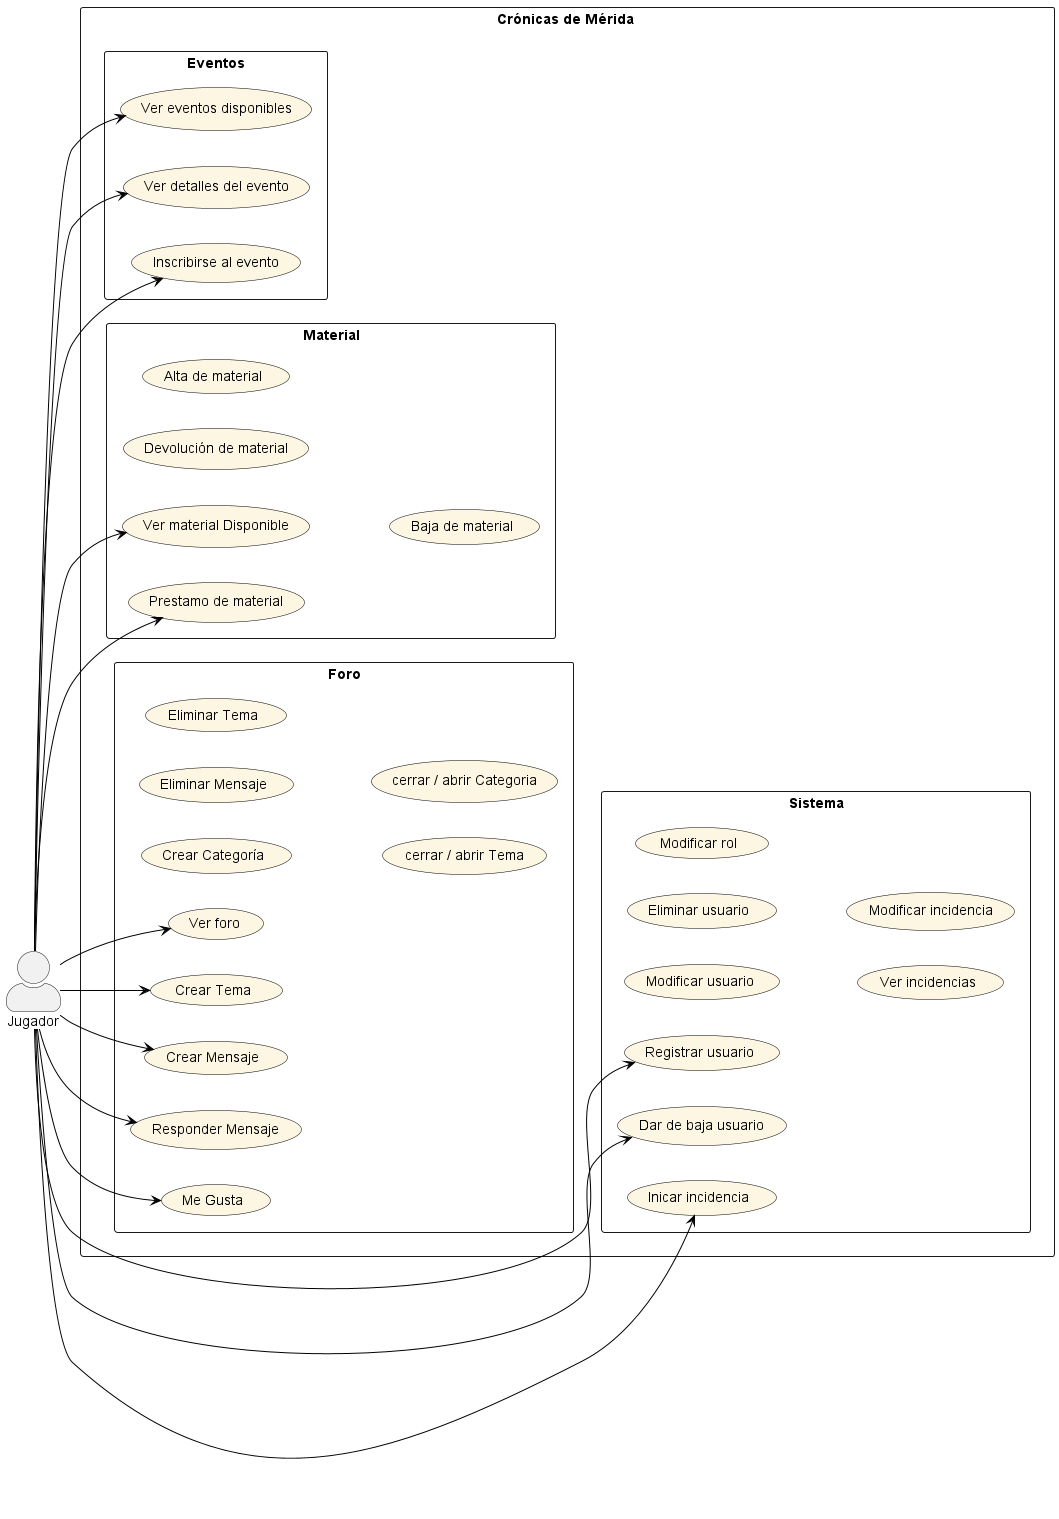 Crónicas de Mérida
Eventos
Ver eventos disponibles
Ver detalles del evento
Inscribirse al evento
Material
Alta de material
Devolución de material
Ver material Disponible
Baja de material
Prestamo de material
Foro
Eliminar Tema
Eliminar Mensaje
cerrar / abrir Categoria
Crear Categoría
cerrar / abrir Tema
Ver foro
Crear Tema
Crear Mensaje
Responder Mensaje
Me Gusta
Sistema
Modificar rol
Eliminar usuario
Modificar incidencia
Modificar usuario
Ver incidencias
Registrar usuario
Dar de baja usuario
Inicar incidencia
Jugador